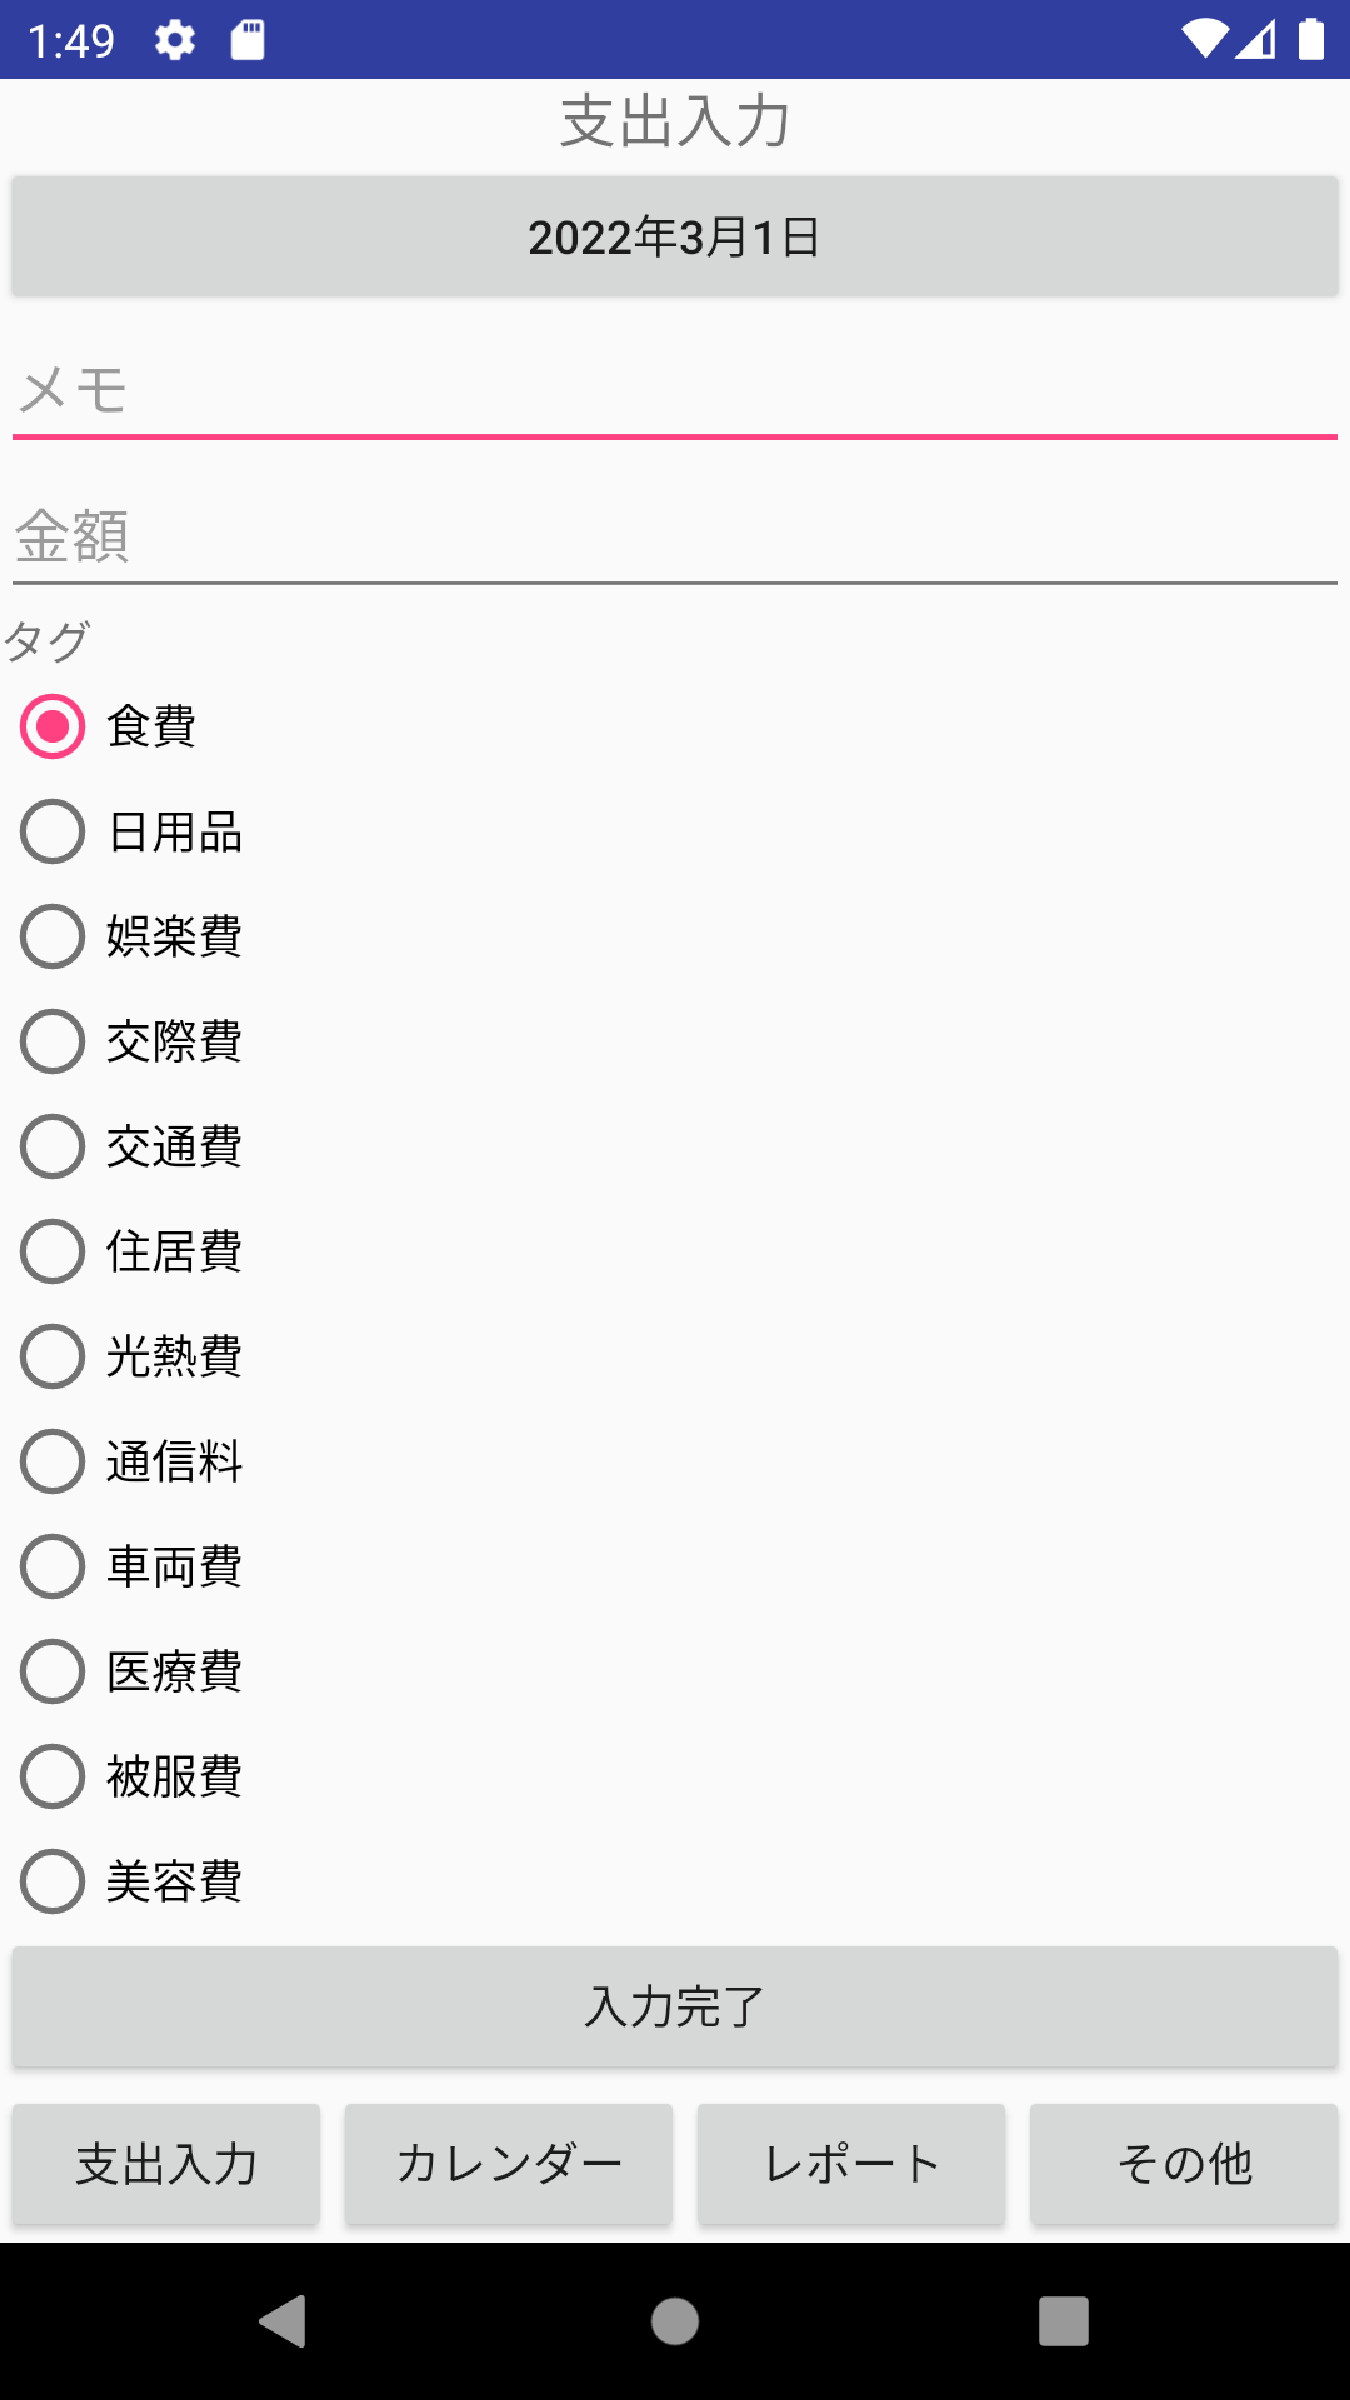 1:49
支出入力
2022年3月1日
メモ
金額
タグ
食費
日用品
娯楽費
交際費
交通費
住居費
光熱費
通信料
車両費
医療費
被服費
美容費
入力完了
支出入力 カレンダー レポート その他